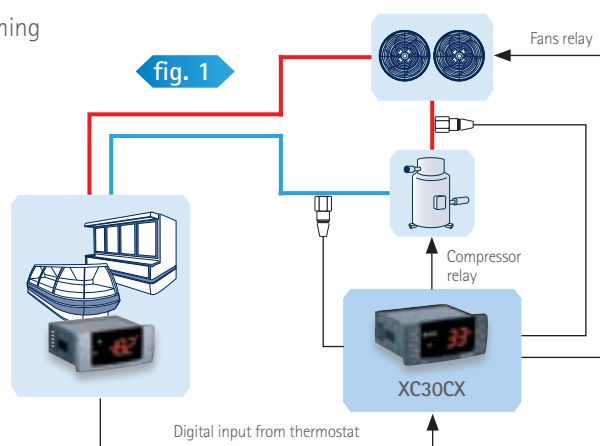 ning
Fans relay
fig. 1
Compressor
relay
XC30CX
Digital input from thermostat